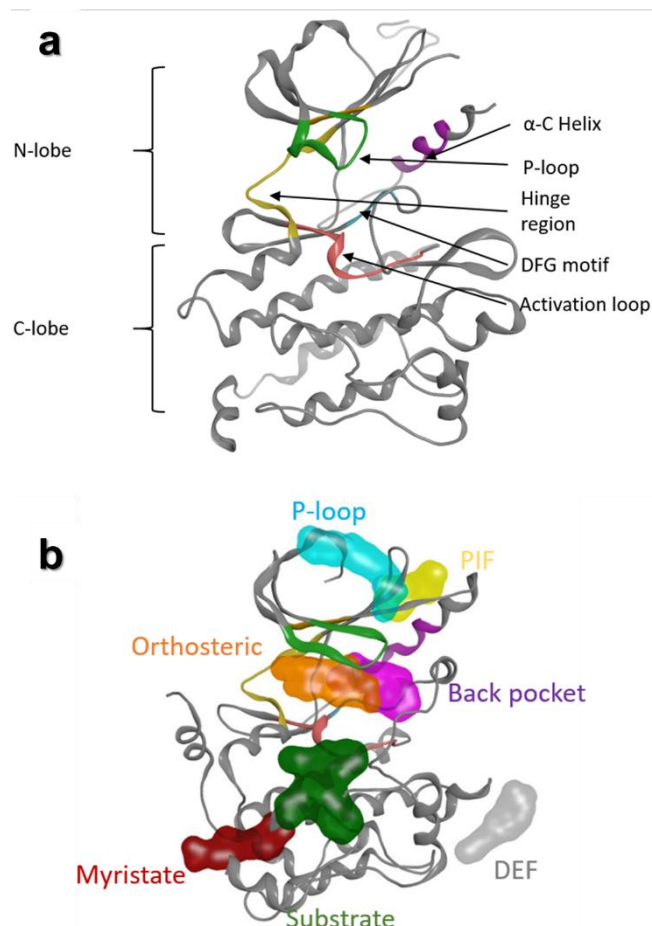 a
N-lobe
C-lobe
α-C Helix
P-loop
Hinge
region
DFG motif
Activation loop
b
P-loop
PIF
Orthosteric
Back pocket
Myristate
DEF
Substrate